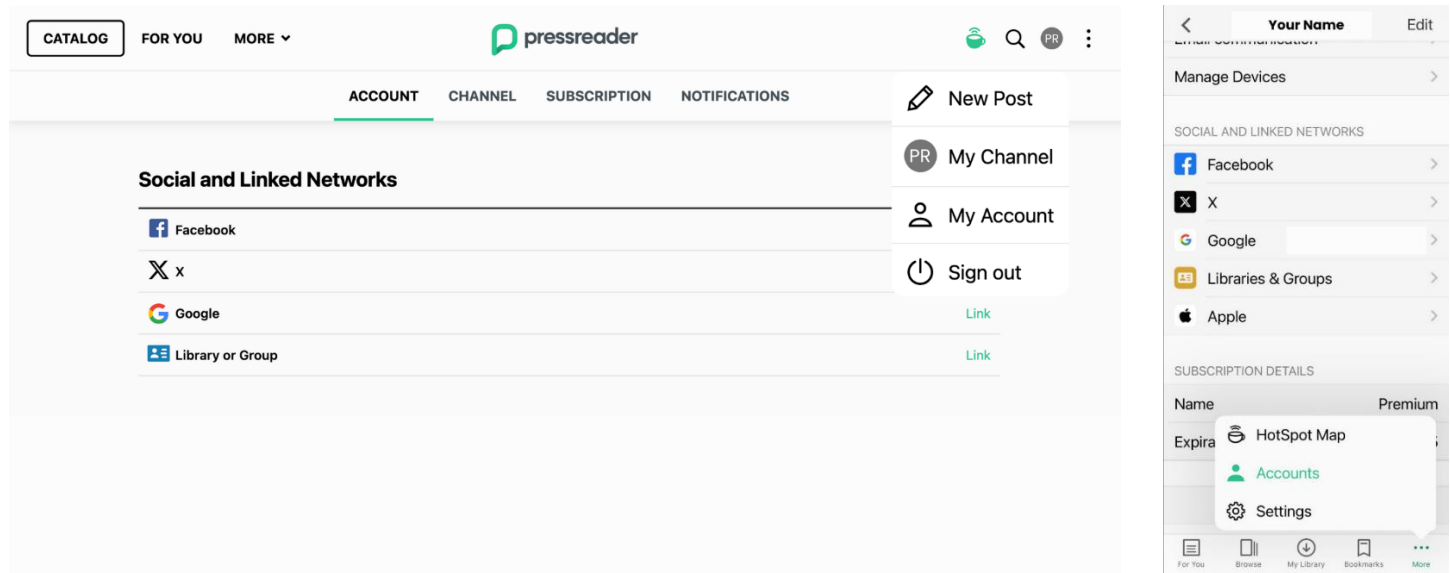 CATALOG FOR YOU MORE pressreader PR
ACCOUNT CHANNEL SUBSCRIPTION NOTIFICATIONS
New Post
PR My Channel
My Account
Sign out
Social and Linked Networks
Facebook
X
Google Link
Library or Group Link
Your Name Edit
Email communication
Manage Devices
SOCIAL AND LINKED NETWORKS
Facebook
X
Google
Libraries & Groups
Apple
SUBSCRIPTION DETAILS
Name Premium
Expira
HotSpot Map
Accounts
Settings
For You Browse My Library Bookmarks More